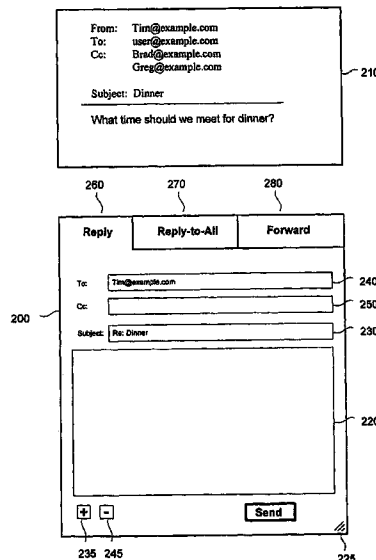 From: Tim@example.com
To: user@example.com
Cc: Brad@example.com
Greg@example.com
210
Subject: Dinner
What time should we meet for dinner?
260 270 280
Reply Reply-to-All Forward
To: Tim@example.com 240
Cc: 250
200
Subject: Re: Dinner 230
220
+ - Send
235 245 225